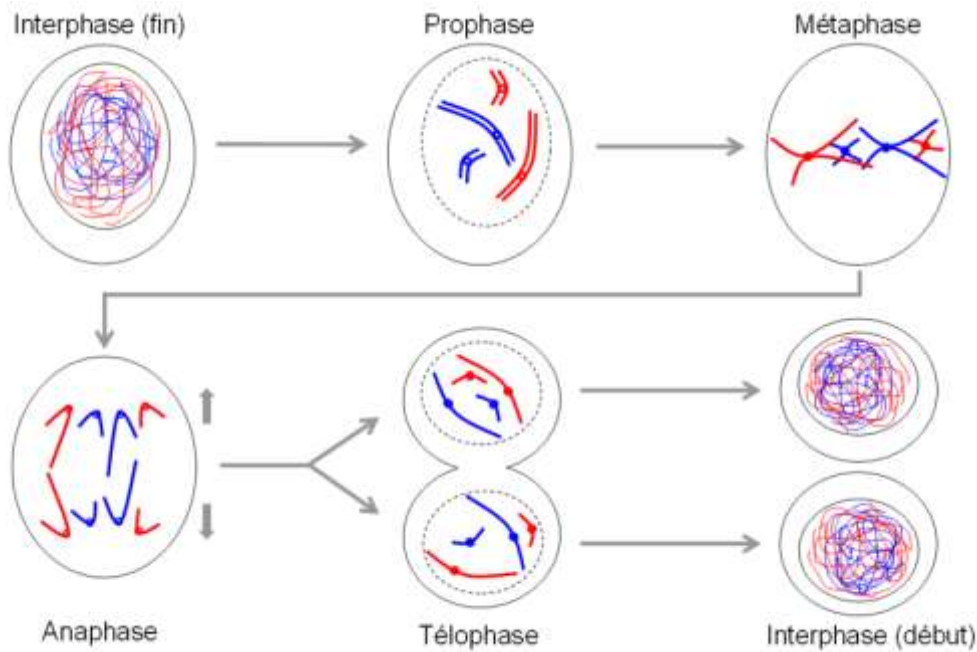 Interphase (fin)
Prophase
Métaphase
Anaphase
Télophase
Interphase (début)